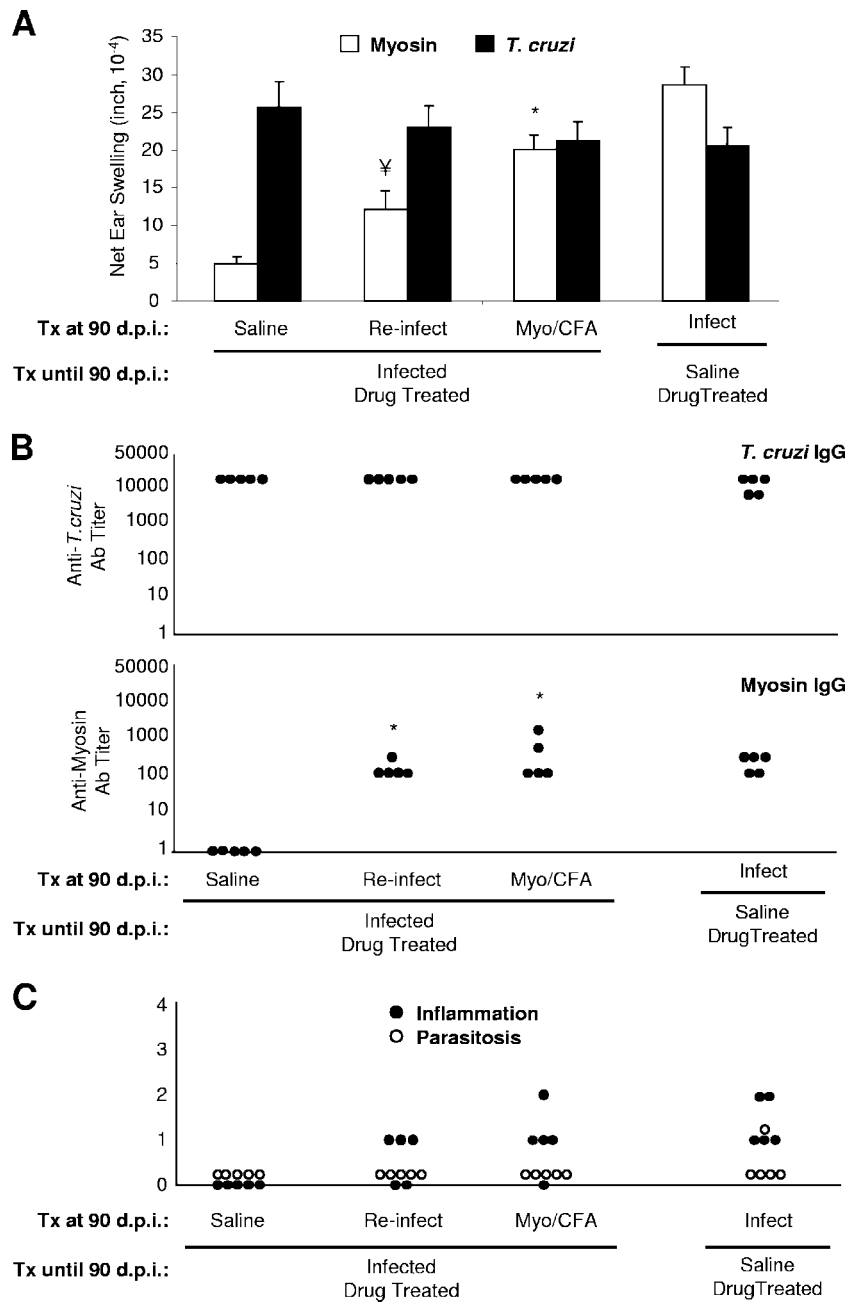 A
Net Ear Swelling (inch, 10-4)
35
30
25
20
15
10
5
0
Myosin
T. cruzi
¥
*
Tx at 90 d.p.i.:
Saline
Re-infect
Myo/CFA
Infect
Tx until 90 d.p.i.:
Infected
Drug Treated
Saline
DrugTreated
B
Anti-T.cruzi
Ab Titer
50000
10000
1000
100
10
1
T. cruzi IgG
Anti-Myosin
Ab Titer
50000
10000
1000
100
10
1
Myosin IgG
*
*
Tx at 90 d.p.i.:
Saline
Re-infect
Myo/CFA
Infect
Tx until 90 d.p.i.:
Infected
Drug Treated
Saline
DrugTreated
C
4
3
2
1
0
Inflammation
Parasitosis
Tx at 90 d.p.i.:
Saline
Re-infect
Myo/CFA
Infect
Tx until 90 d.p.i.:
Infected
Drug Treated
Saline
DrugTreated